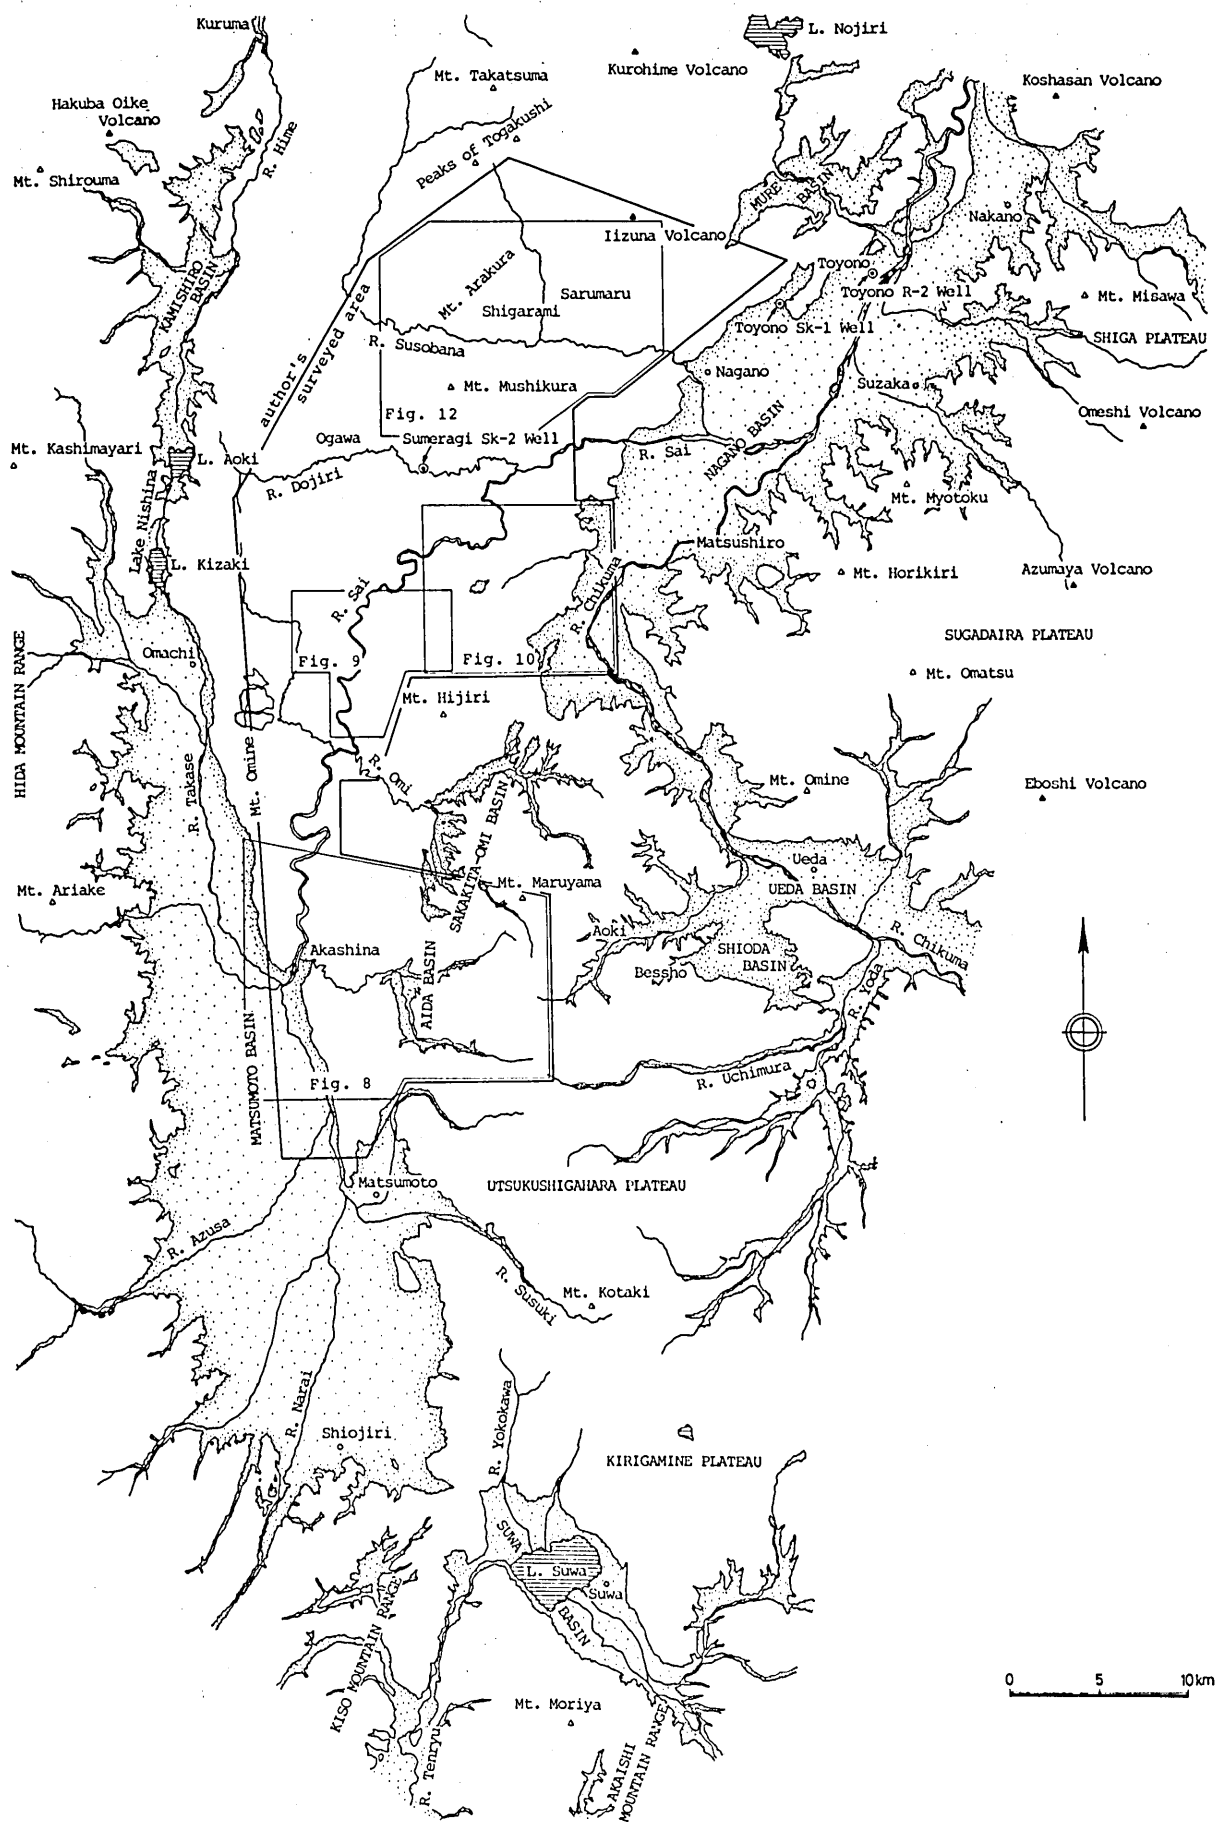 Kuruma
L. Nojiri
Mt. Takatsuma
Kurohime Volcano
Koshasan Volcano
Hakuba Oike
Volcano
R. Hime
Peaks of Togakushi
Mt. Shirouma
MURE
BASIN
Nakano
Iizuna Volcano
KAMISHIRO
BASIN
Toyono
Mt. Arakura
Sarumaru
Shigarami
Toyono R-2 Well
Mt. Misawa
Toyono Sk-1 Well
SHIGA PLATEAU
author's
surveyed area
R. Susobana
Nagano
Mt. Mushikura
Suzaka
Fig. 12
Omeshi Volcano
Ogawa
Sumeragi Sk-2 Well
NAGANO BASIN
Mt. Kashimayari
L. Aoki
R. Sai
R. Dojiri
Mt. Myotoku
Lake Nishina
Matsushiro
L. Kizaki
Mt. Horikiri
Azumaya Volcano
R. Sai
R. Chikuma
SUGADAIRA PLATEAU
HIDA MOUNTAIN RANGE
Omachi
Fig. 9
Fig. 10
Mt. Omatsu
Mt. Hijiri
R. Takase
Mt. Omine
R. Omi
Mt. Omine
Eboshi Volcano
SAKAKITA-OMI BASIN
Ueda
UEDA BASIN
Mt. Ariake
Mt. Maruyama
Aoki
R. Chikuma
Akashina
AIDA BASIN
SHIODA
BASIN
Bessho
R. Yoda
MATSUMOTO BASIN
Fig. 8
R. Uchimura
Matsumoto
UTSUKUSHIGAHARA PLATEAU
R. Azusa
R. Susuki
Mt. Kotaki
R. Narai
R. Yokokawa
Shiojiri
KIRIGAMINE PLATEAU
SUWA
L. Suwa
Suwa
BASIN
KISO MOUNTAIN RANGE
Mt. Moriya
R. Tenryu
AKAISHI
MOUNTAIN RANGE
0 5 10km